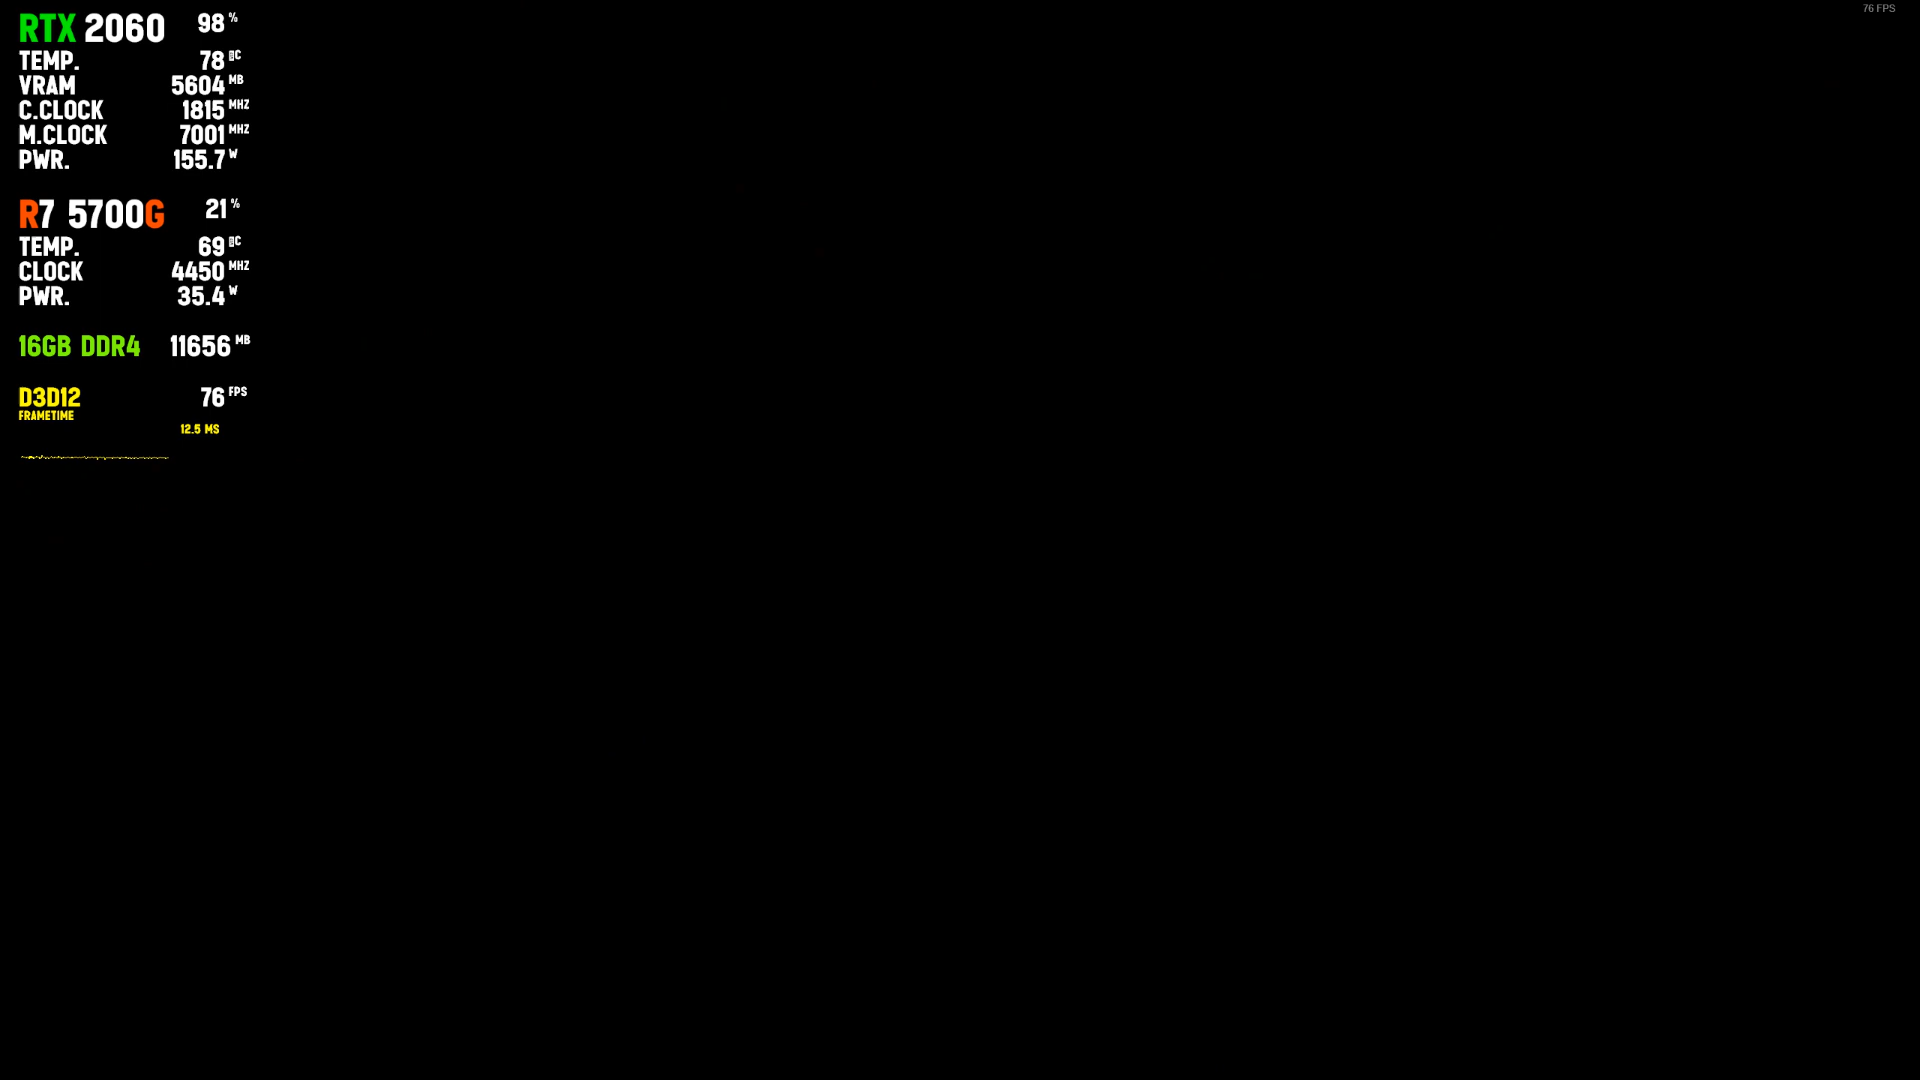 76 FPS
RTX 2060 98 %
TEMP. 78 °C
VRAM 5604 MB
C.CLOCK 1815 MHZ
M.CLOCK 7001 MHZ
PWR. 155.7 W
R7 5700G 21 %
TEMP. 69 °C
CLOCK 4450 MHZ
PWR. 35.4 W
16GB DDR4 11656 MB
D3D12 76 FPS
FRAMETIME
12.5 MS